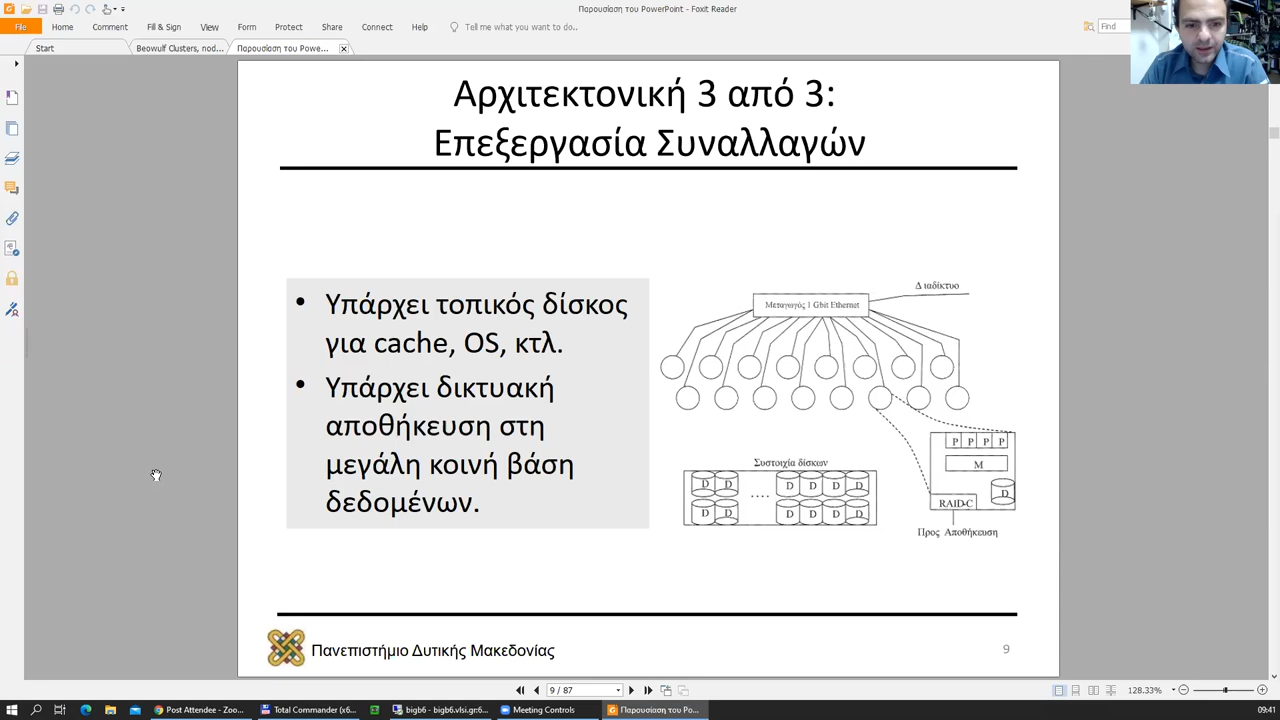 Παρουσίαση του PowerPoint - Foxit Reader
File Home Comment Fill & Sign View Form Protect Share Connect Help Tell me what you want to do..
Find
Start Beowulf Clusters, nod... Παρουσίαση του Powe...
Αρχιτεκτονική 3 από 3:
Επεξεργασία Συναλλαγών
• Υπάρχει τοπικός δίσκος
για cache, OS, κτλ.
• Υπάρχει δικτυακή
αποθήκευση στη
μεγάλη κοινή βάση
δεδομένων.
Διαδίκτυο
Μεταγωγός 1 Gbit Ethernet
P P P P
M
D
RAID-C
Προς Αποθήκευση
Συστοιχία δίσκων
D D .... D D D D
D D D D D D
Πανεπιστήμιο Δυτικής Μακεδονίας
9
9 / 87
128.33%
Post Attendee - Zoo... Total Commander (x6... bigb6 - bigb6.vlsi.gr:6... Meeting Controls Παρουσίαση του Po...
ENG 09:41